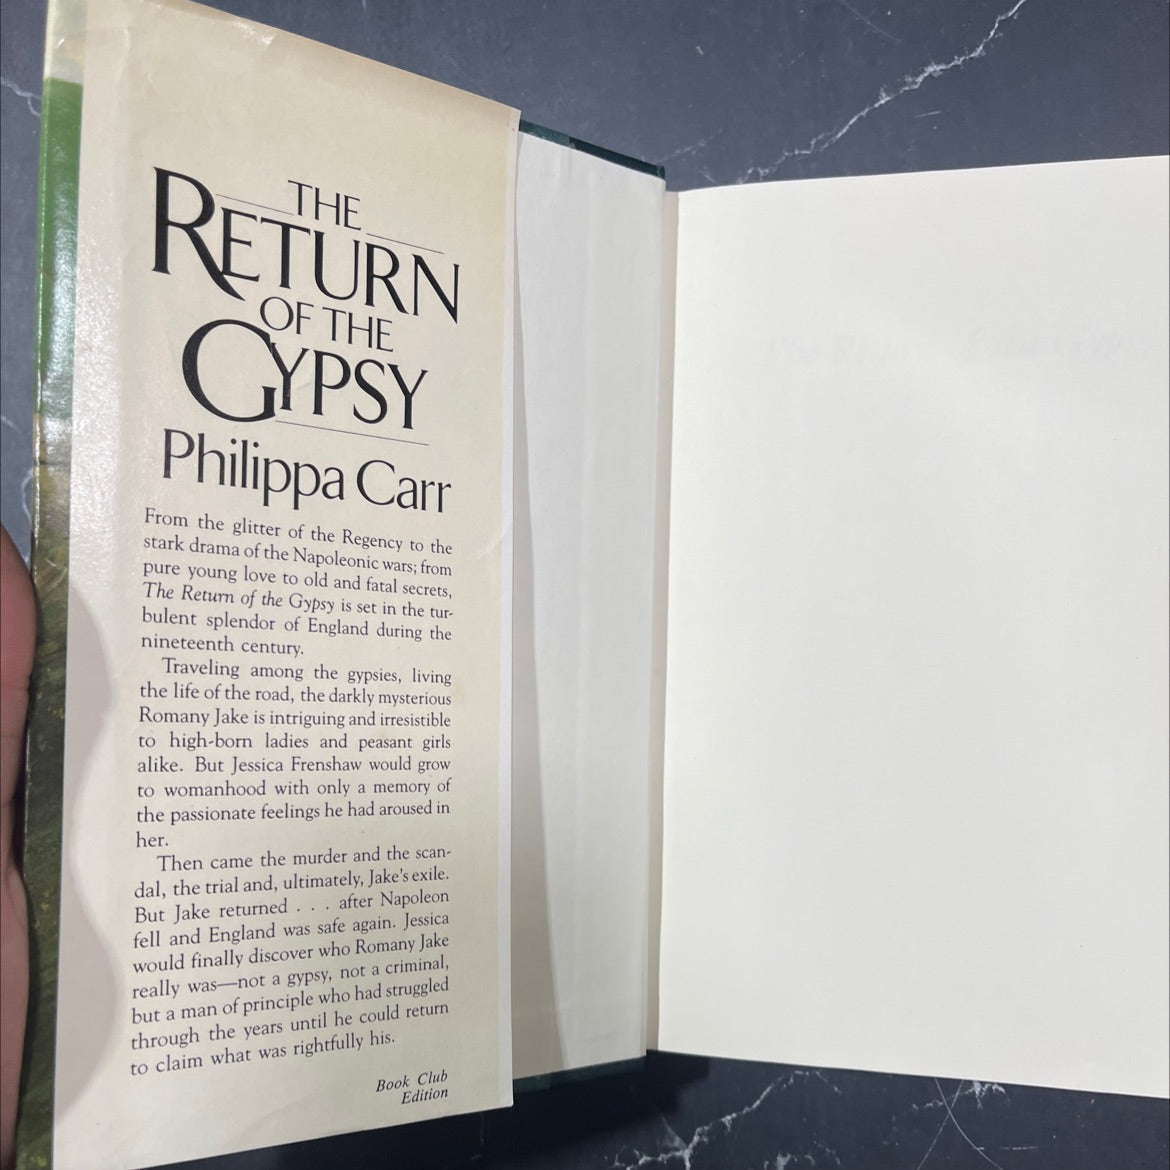 THE
RETURN
OF THE
GYPSY
Philippa Carr
From the glitter of the Regency to the
stark drama of the Napoleonic wars; from
pure young love to old and fatal secrets,
The Return of the Gypsy is set in the tur-
bulent splendor of England during the
nineteenth century.
Traveling among the gypsies, living
the life of the road, the darkly mysterious
Romany Jake is intriguing and irresistible
to high-born ladies and peasant girls
alike. But Jessica Frenshaw would grow
to womanhood with only a memory of
the passionate feelings he had aroused in
her.
Then came the murder and the scan-
dal, the trial and, ultimately, Jake's exile.
But Jake returned . . . after Napoleon
fell and England was safe again. Jessica
would finally discover who Romany Jake
really was—not a gypsy, not a criminal,
but a man of principle who had struggled
through the years until he could return
to claim what was rightfully his.
Book Club
Edition